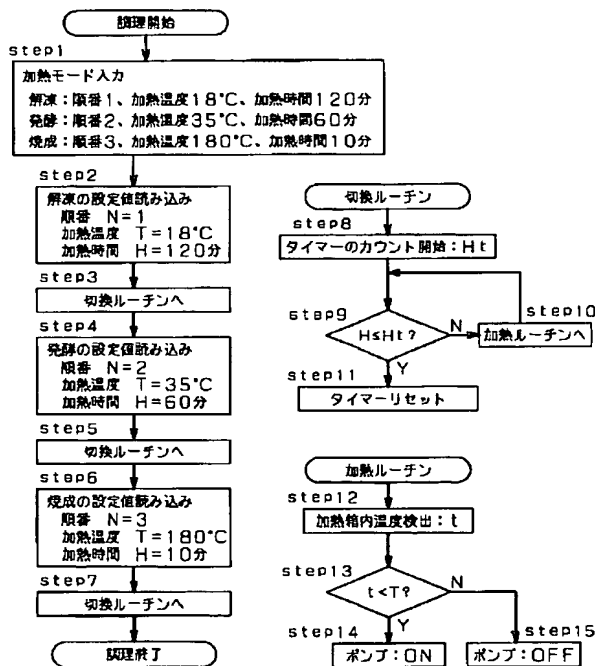 調理開始
step1
加熱モード入力
解凍：順番1、加熱温度18°C、加熱時間120分
発酵：順番2、加熱温度35°C、加熱時間60分
焼成：順番3、加熱温度180°C、加熱時間10分
step2
解凍の設定値読み込み
順番 N=1
加熱温度 T=18°C
加熱時間 H=120分
step3
切換ルーチンへ
step4
発酵の設定値読み込み
順番 N=2
加熱温度 T=35°C
加熱時間 H=60分
step5
切換ルーチンへ
step6
焼成の設定値読み込み
順番 N=3
加熱温度 T=180°C
加熱時間 H=10分
step7
切換ルーチンへ
調理終了
切換ルーチン
step8
タイマーのカウント開始：Ht
step9
H≤Ht?
N
step10
加熱ルーチンへ
Y
step11
タイマーリセット
加熱ルーチン
step12
加熱箱内温度検出：t
step13
t<T?
N
Y
step14
ポンプ：ON
step15
ポンプ：OFF